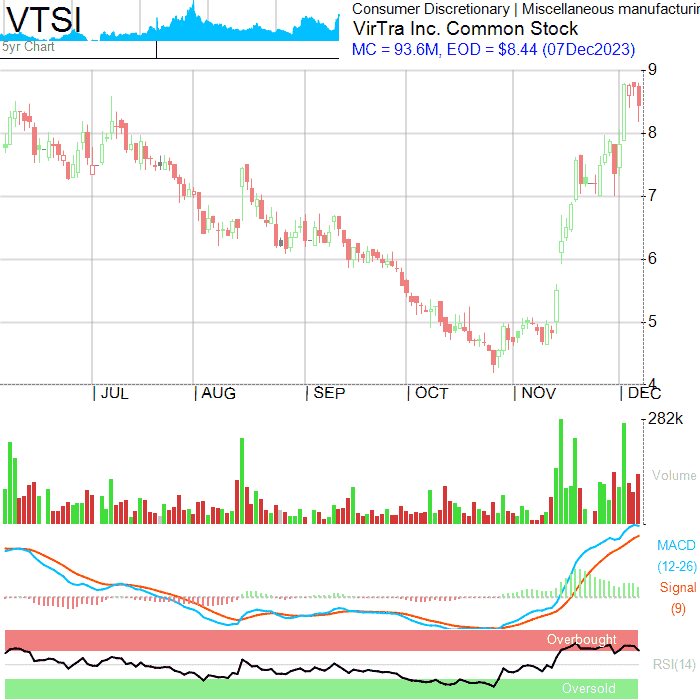 VTSI
5yr Chart
Consumer Discretionary | Miscellaneous manufacturin
VirTra Inc. Common Stock
MC = 93.6M, EOD = $8.44 (07Dec2023)
9
8
7
6
5
4
| JUL | AUG | SEP | OCT | NOV | DEC
282k
Volume
MACD
(12-26)
Signal
(9)
Overbought
RSI(14)
Oversold